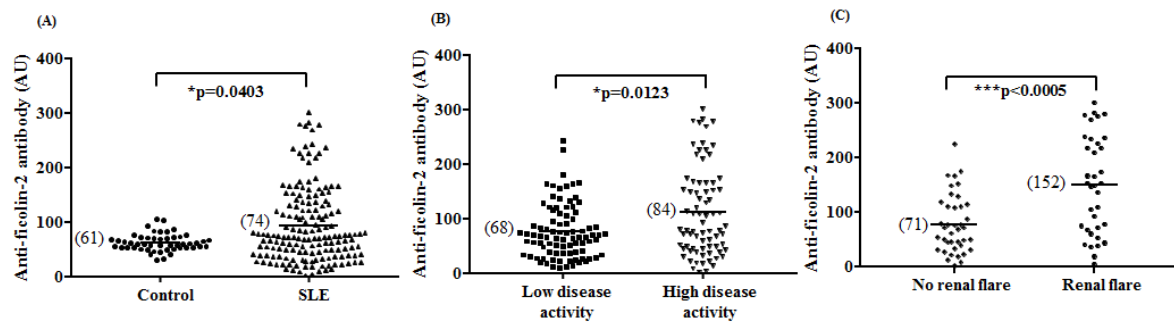 (A)
Anti-ficolin-2 antibody (AU)
400
300
200
100
0
*p=0.0403
(61)
(74)
Control
SLE
(B)
Anti-ficolin-2 antibody (AU)
400
300
200
100
0
*p=0.0123
(68)
(84)
Low disease
activity
High disease
activity
(C)
Anti-ficolin-2 antibody (AU)
400
300
200
100
0
***p<0.0005
(71)
(152)
No renal flare
Renal flare